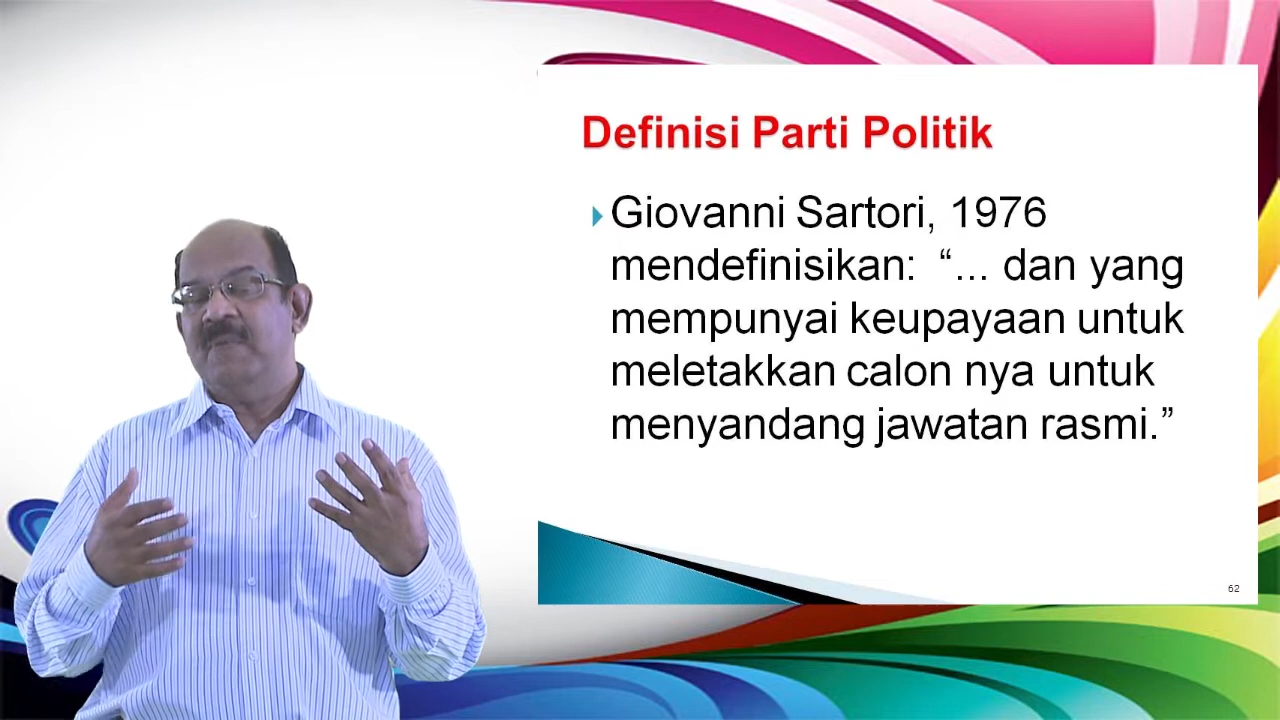 Definisi Parti Politik
Giovanni Sartori, 1976
mendefinisikan: “... dan yang
mempunyai keupayaan untuk
meletakkan calon nya untuk
menyandang jawatan rasmi.”
62